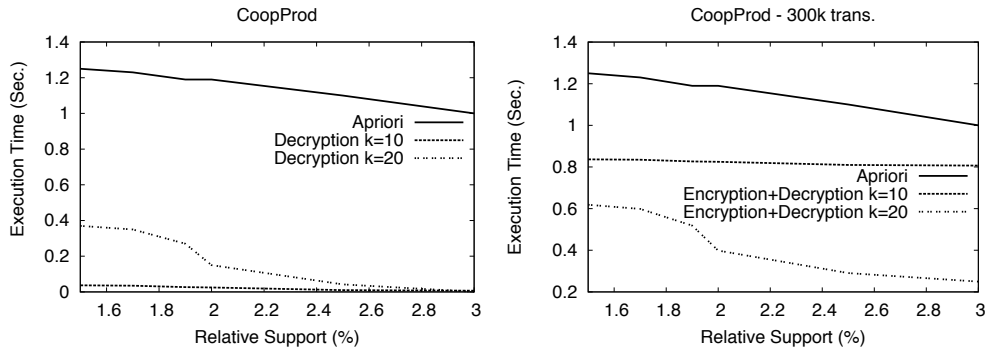 CoopProd
1.4
1.2
1
0.8
0.6
0.4
0.2
0
Execution Time (Sec.)
Apriori
Decryption k=10
Decryption k=20
1.6 1.8 2 2.2 2.4 2.6 2.8 3
Relative Support (%)
CoopProd - 300k trans.
1.4
1.2
1
0.8
0.6
0.4
0.2
Execution Time (Sec.)
Apriori
Encryption+Decryption k=10
Encryption+Decryption k=20
1.6 1.8 2 2.2 2.4 2.6 2.8 3
Relative Support (%)